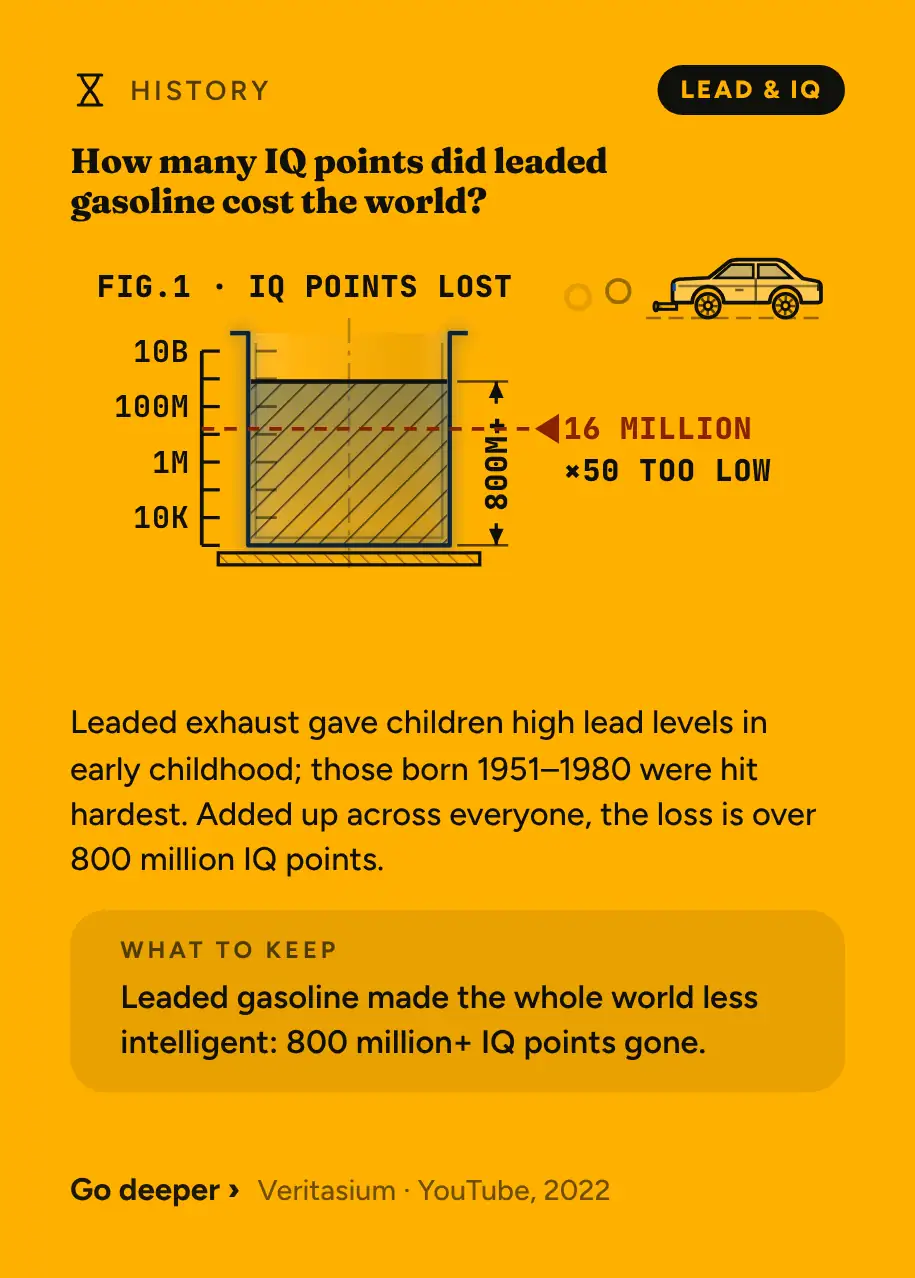 HISTORY
LEAD & IQ
How many IQ points did leaded
gasoline cost the world?
FIG.1 · IQ POINTS LOST
10B
100M
1M
10K
800M+
16 MILLION
×50 TOO LOW
Leaded exhaust gave children high lead levels in
early childhood; those born 1951–1980 were hit
hardest. Added up across everyone, the loss is over
800 million IQ points.
WHAT TO KEEP
Leaded gasoline made the whole world less
intelligent: 800 million+ IQ points gone.
Go deeper › Veritasium · YouTube, 2022